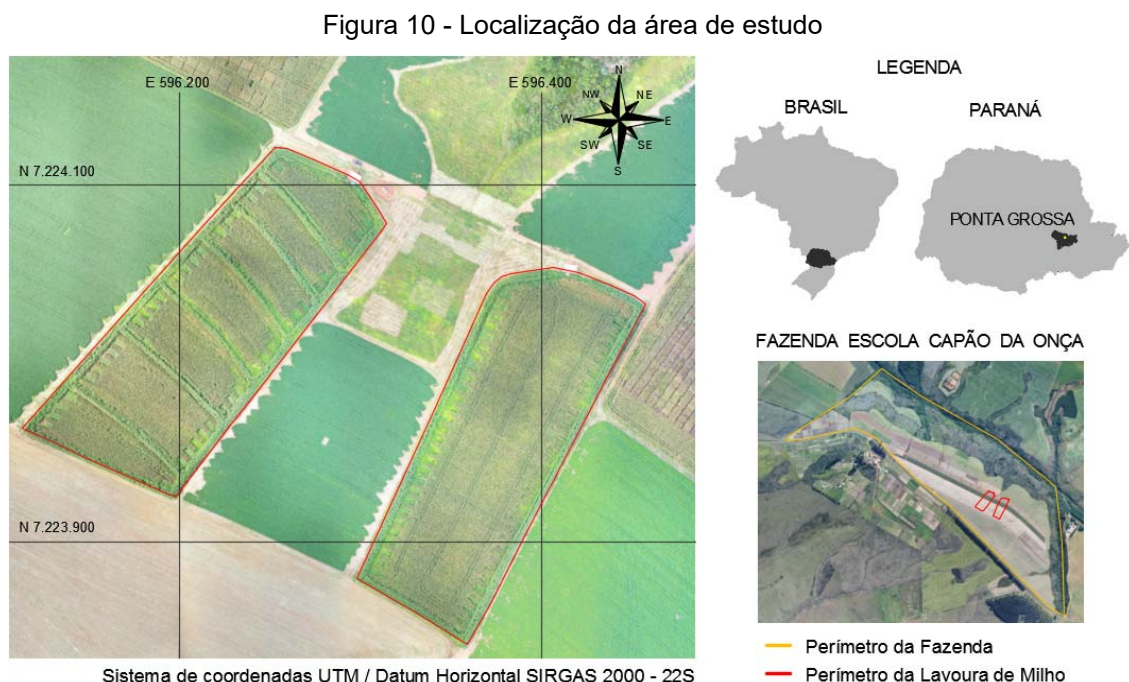 Figura 10 - Localização da área de estudo
E 596.200
E 596.400
N
NW
NE
W
E
SW
SE
S
N 7.224.100
N 7.223.900
Sistema de coordenadas UTM / Datum Horizontal SIRGAS 2000 - 22S
LEGENDA
BRASIL
PARANÁ
PONTA GROSSA
FAZENDA ESCOLA CAPÃO DA ONÇA
Perímetro da Fazenda
Perímetro da Lavoura de Milho